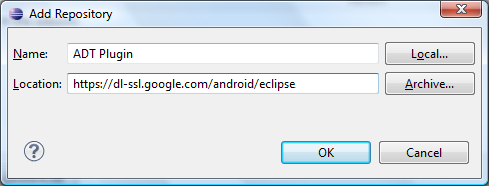 Add Repository
Name: ADT Plugin Local...
Location: https://dl-ssl.google.com/android/eclipse Archive...
? OK Cancel